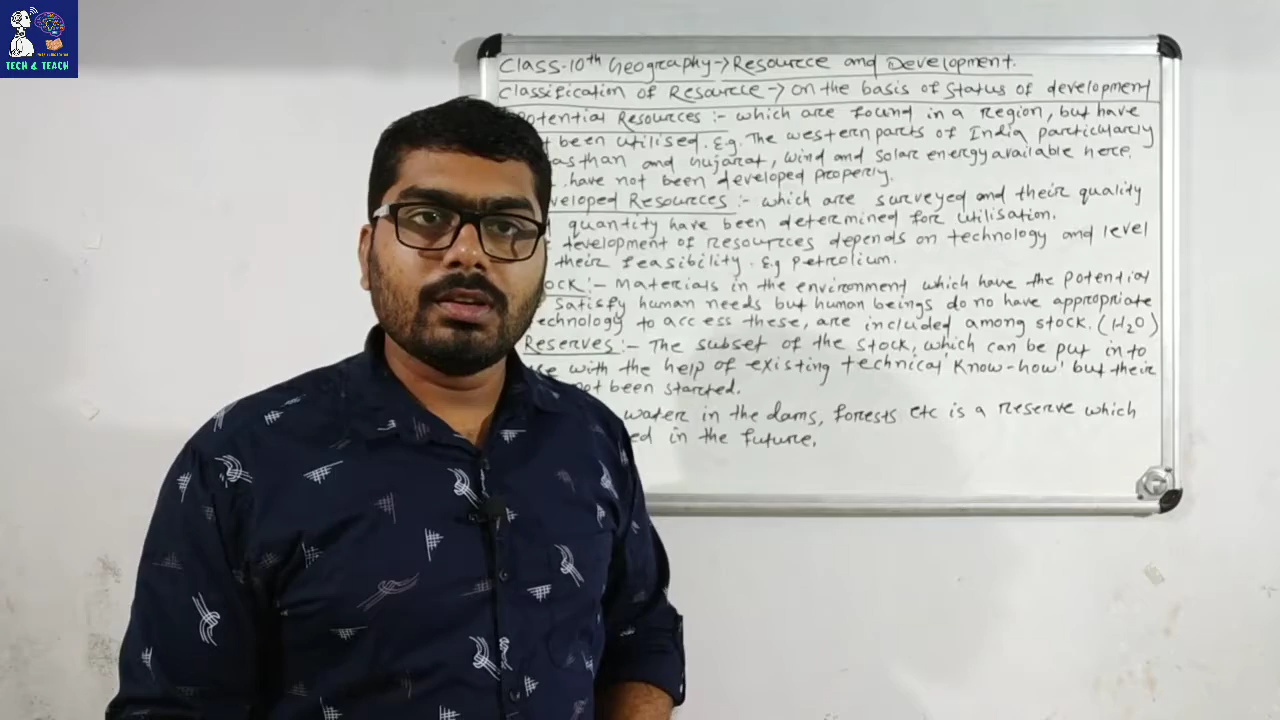 TECH & TEACH
Class-10th Geography→Resource and Development.
Classification of Resource→on the basis of Status of development
Potential Resources :- which are found in a region, but have
been utilised. E.g. The western parts of India particularly
and Gujarat, wind and solar energy available here.
have not been developed properly.
veloped Resources :- which are surveyed and their quality
quantity have been determined for utilisation.
development of resources depends on technology and level
their feasibility. E.g Petrolium.
ock :- Materials in the environment which have the potential
satisfy human needs but human beings do no have appropriate
technology to access these, are included among stock. (H2O)
Reserves :- The subset of the stock, which can be put in to
with the help of existing technical 'know-how' but their
not been started.
water in the dams, forests etc is a reserve which
ed in the future.